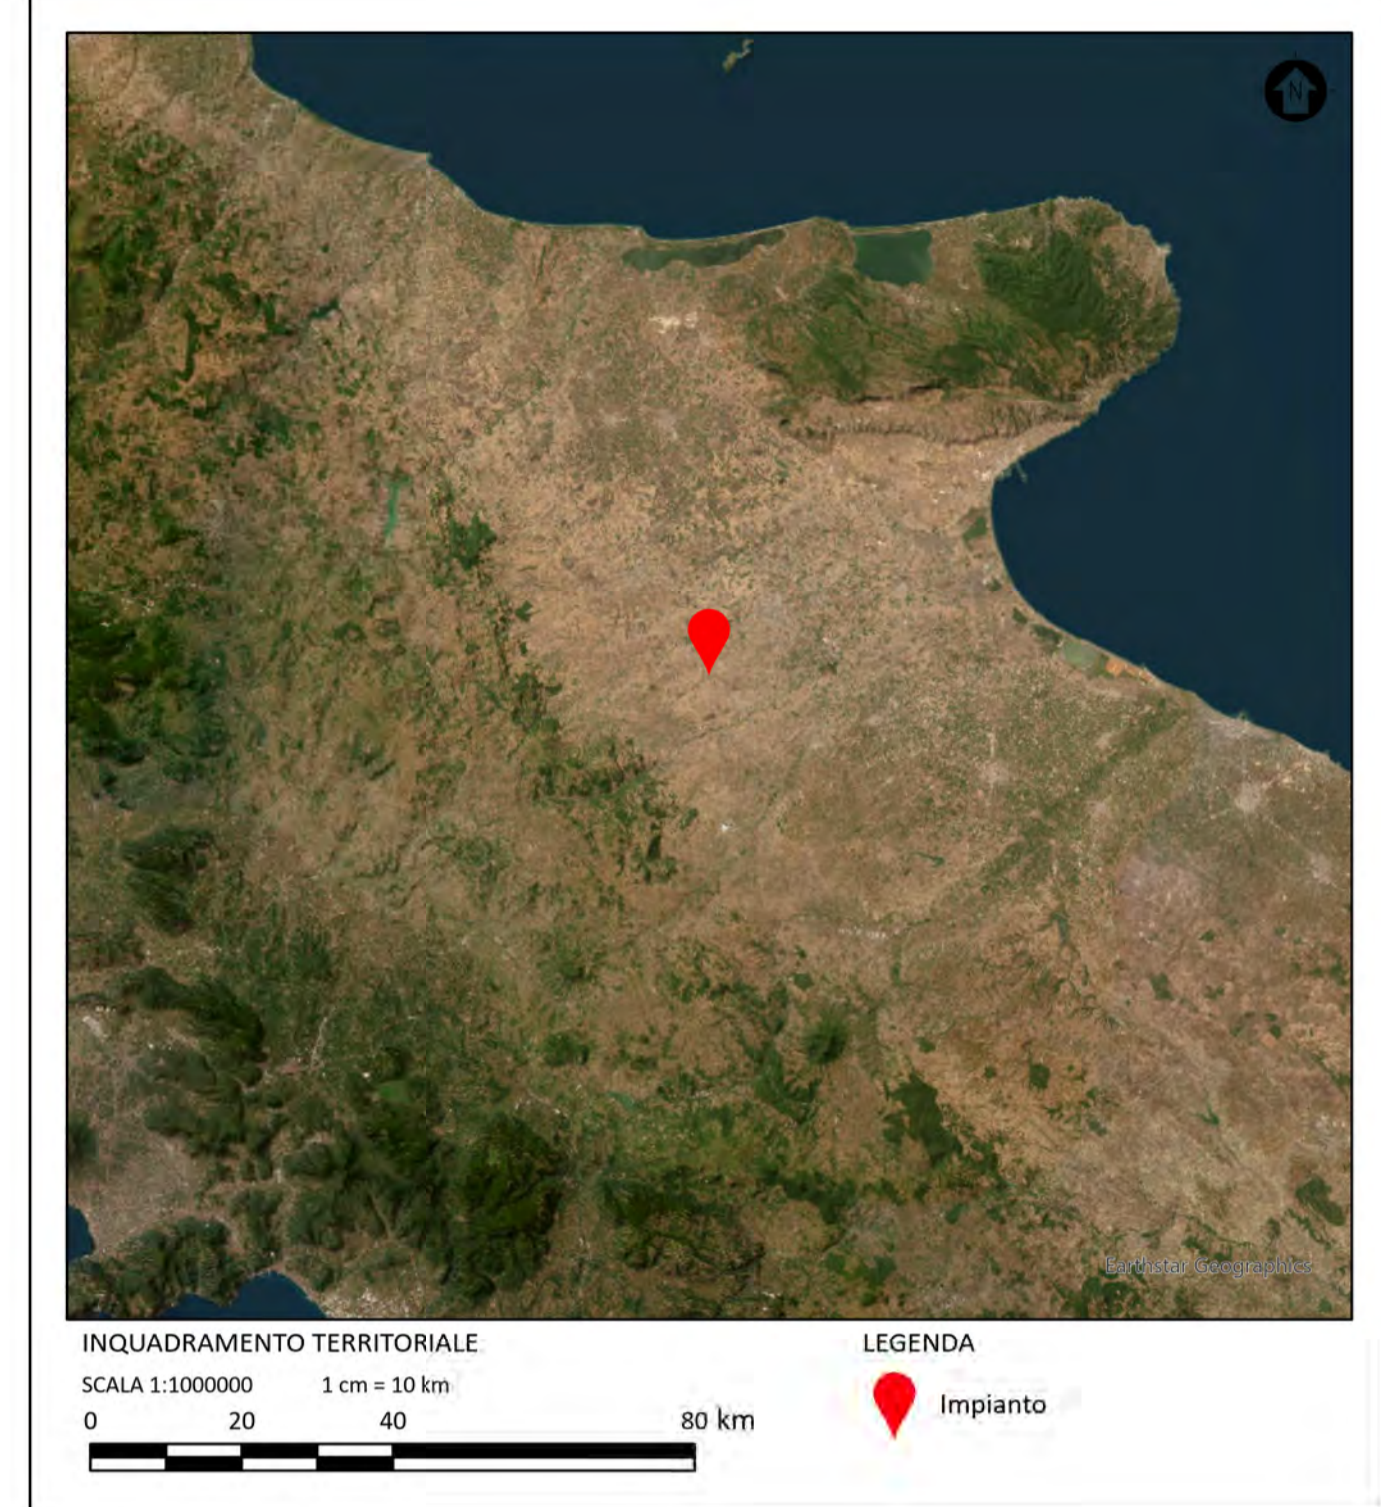 N
Earthstar Geographics
INQUADRAMENTO TERRITORIALE
LEGENDA
SCALA 1:1000000 1 cm = 10 km
Impianto
0 20 40 80 km